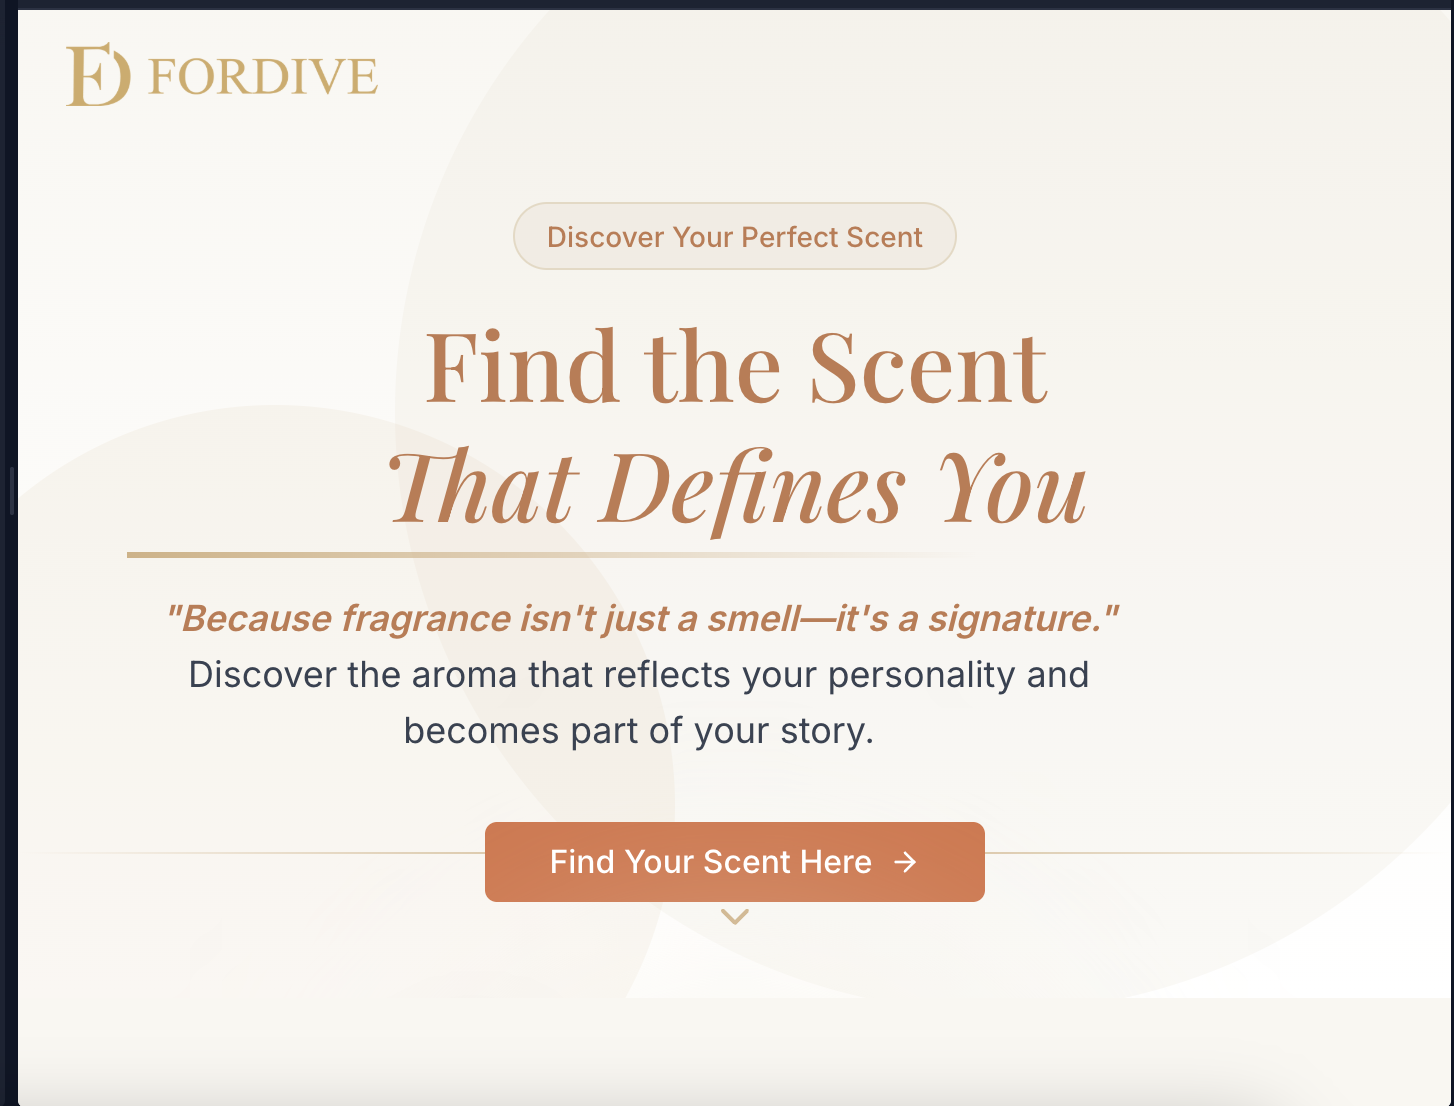 FD FORDIVE
Discover Your Perfect Scent
Find the Scent
That Defines You
"Because fragrance isn't just a smell—it's a signature."
Discover the aroma that reflects your personality and
becomes part of your story.
Find Your Scent Here →